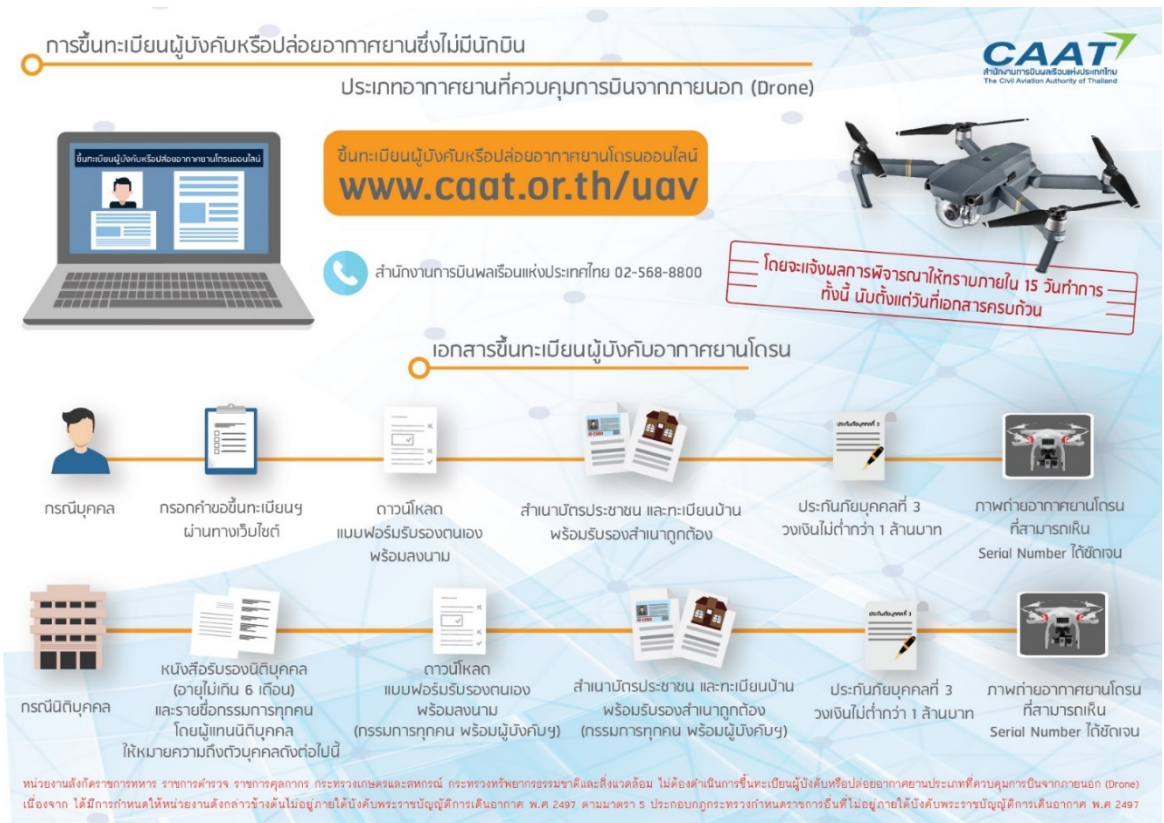 การขึ้นทะเบียนผู้บังคับหรือปล่อยอากาศยานซึ่งไม่มีนักบิน
ประเภทอากาศยานที่ควบคุมการบินจากภายนอก (Drone)
CAAT
สำนักงานการบินพลเรือนแห่งประเทศไทย
The Civil Aviation Authority of Thailand
ขึ้นทะเบียนผู้บังคับหรือปล่อยอากาศยานโดรนออนไลน์
ขึ้นทะเบียนผู้บังคับหรือปล่อยอากาศยานโดรนออนไลน์
www.caat.or.th/uav
สำนักงานการบินพลเรือนแห่งประเทศไทย 02-568-8800
โดยจะแจ้งผลการพิจารณาให้ทราบภายใน 15 วันทำการ
ทั้งนี้ นับตั้งแต่วันที่เอกสารครบถ้วน
เอกสารขึ้นทะเบียนผู้บังคับอากาศยานโดรน
ประกันภัยบุคคลที่ 3
กรณีบุคคล
กรอกคำขอขึ้นทะเบียนฯ
ผ่านทางเว็บไซต์
ดาวน์โหลด
แบบฟอร์มรับรองตนเอง
พร้อมลงนาม
สำเนาบัตรประชาชน และทะเบียนบ้าน
พร้อมรับรองสำเนาถูกต้อง
ประกันภัยบุคคลที่ 3
วงเงินไม่ต่ำกว่า 1 ล้านบาท
ภาพถ่ายอากาศยานโดรน
ที่สามารถเห็น
Serial Number ได้ชัดเจน
ประกันภัยบุคคลที่ 3
กรณีนิติบุคคล
หนังสือรับรองนิติบุคคล
(อายุไม่เกิน 6 เดือน)
และรายชื่อกรรมการทุกคน
โดยผู้แทนนิติบุคคล
ให้หมายความถึงตัวบุคคลดังต่อไปนี้
ดาวน์โหลด
แบบฟอร์มรับรองตนเอง
พร้อมลงนาม
(กรรมการทุกคน พร้อมผู้บังคับฯ)
สำเนาบัตรประชาชน และทะเบียนบ้าน
พร้อมรับรองสำเนาถูกต้อง
(กรรมการทุกคน พร้อมผู้บังคับฯ)
ประกันภัยบุคคลที่ 3
วงเงินไม่ต่ำกว่า 1 ล้านบาท
ภาพถ่ายอากาศยานโดรน
ที่สามารถเห็น
Serial Number ได้ชัดเจน
หน่วยงานสังกัดราชการทหาร ราชการตำรวจ ราชการศุลกากร กระทรวงเกษตรและสหกรณ์ กระทรวงทรัพยากรธรรมชาติและสิ่งแวดล้อม ไม่ต้องดำเนินการขึ้นทะเบียนผู้บังคับหรือปล่อยอากาศยานประเภทที่ควบคุมการบินจากภายนอก (Drone)
เนื่องจาก ได้มีการกำหนดให้หน่วยงานดังกล่าวข้างต้นไม่อยู่ภายใต้บังคับพระราชบัญญัติการเดินอากาศ พ.ศ 2497 ตามมาตรา 5 ประกอบกฎกระทรวงกำหนดราชการอื่นที่ไม่อยู่ภายใต้บังคับพระราชบัญญัติการเดินอากาศ พ.ศ 2497